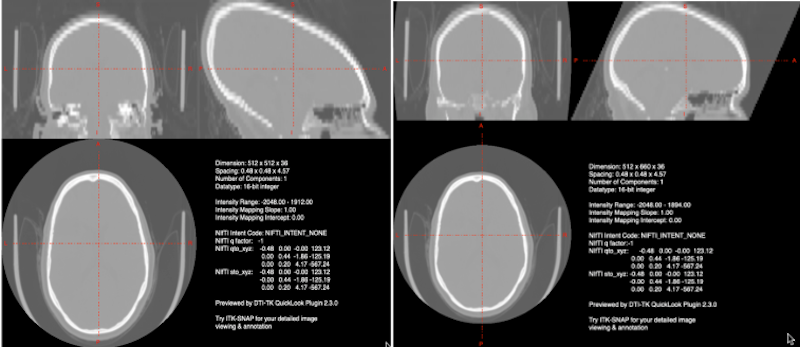 Dimension: 512 x 512 x 36
Spacing: 0.48 x 0.48 x 4.57
Number of Components: 1
Datatype: 16-bit integer
Intensity Range: -2048.00 - 1912.00
Intensity Mapping Slope: 1.00
Intensity Mapping Intercept: 0.00
NIfTI Intent Code: NIFTI_INTENT_NONE
NIfTI q factor: -1
NIfTI qto_xyz: -0.48 0.00 -0.00 123.12
0.00 0.44 -1.86 -125.19
0.00 0.20 4.17 -567.24
NIfTI sto_xyz: -0.48 0.00 -0.00 123.12
-0.00 0.44 -1.86 -125.19
0.00 0.20 4.17 -567.24
Previewed by DTI-TK QuickLook Plugin 2.3.0
Try ITK-SNAP for your detailed image
viewing & annotation
P
A
A
Dimension: 512 x 660 x 36
Spacing: 0.48 x 0.48 x 4.57
Number of Components: 1
Datatype: 16-bit integer
Intensity Range: -2048.00 - 1894.00
Intensity Mapping Slope: 1.00
Intensity Mapping Intercept: 0.00
NIfTI Intent Code: NIFTI_INTENT_NONE
NIfTI q factor:-1
NIfTI qto_xyz: -0.48 0.00 -0.00 123.12
0.00 0.44 -1.86 -125.19
0.00 0.20 4.17 -567.24
NIfTI sto_xyz: -0.48 0.00 -0.00 123.12
-0.00 0.44 -1.86 -125.19
0.00 0.20 4.17 -567.24
Previewed by DTI-TK QuickLook Plugin 2.3.0
Try ITK-SNAP for your detailed image
viewing & annotation
P